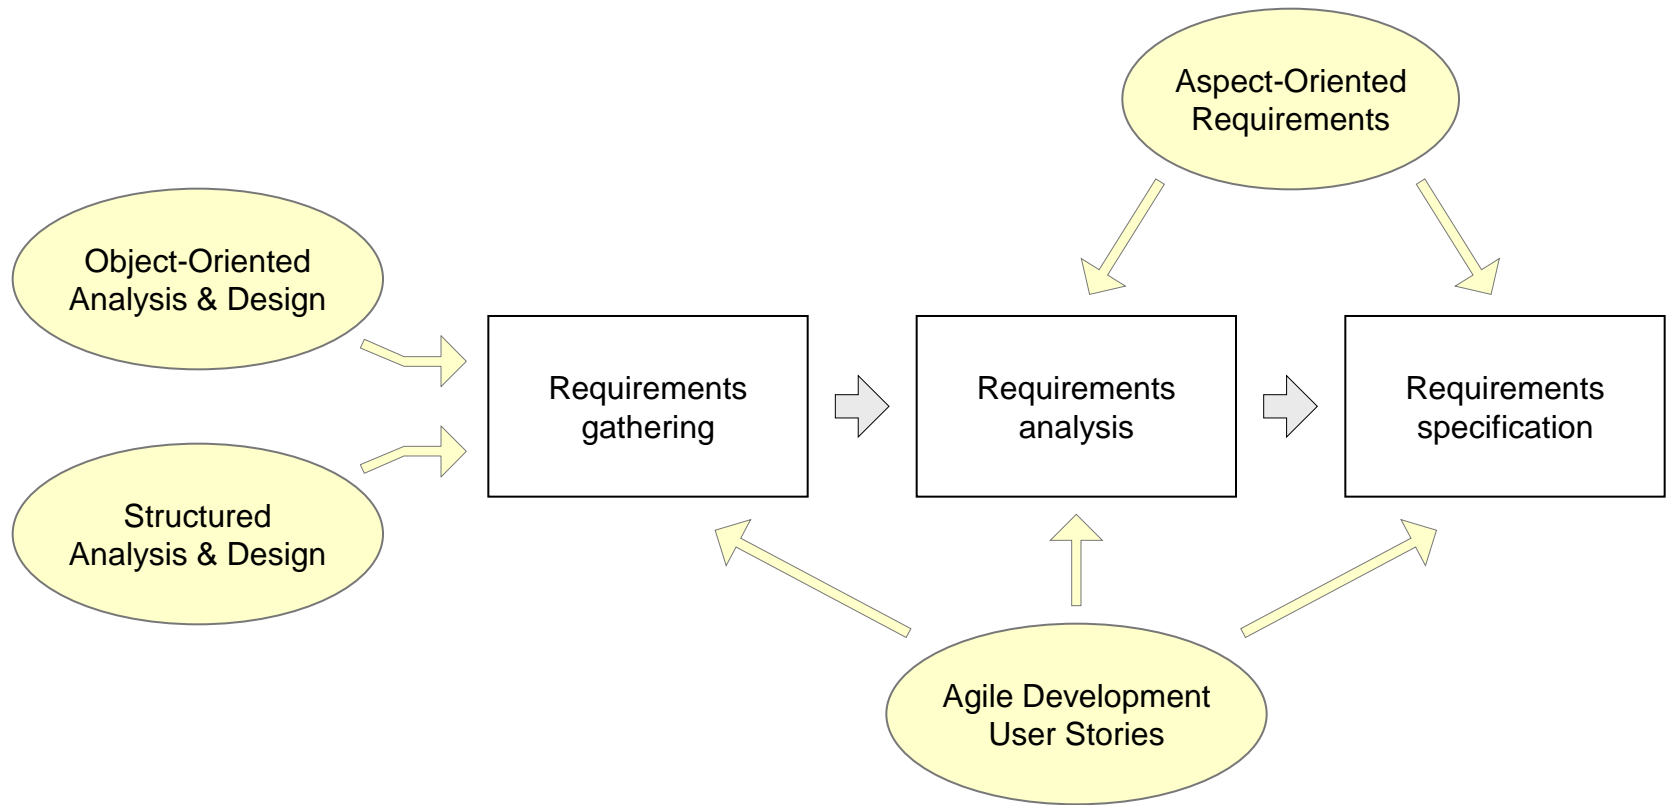 Aspect-Oriented
Requirements
Object-Oriented
Analysis & Design
Requirements
gathering
Requirements
analysis
Requirements
specification
Structured
Analysis & Design
Agile Development
User Stories